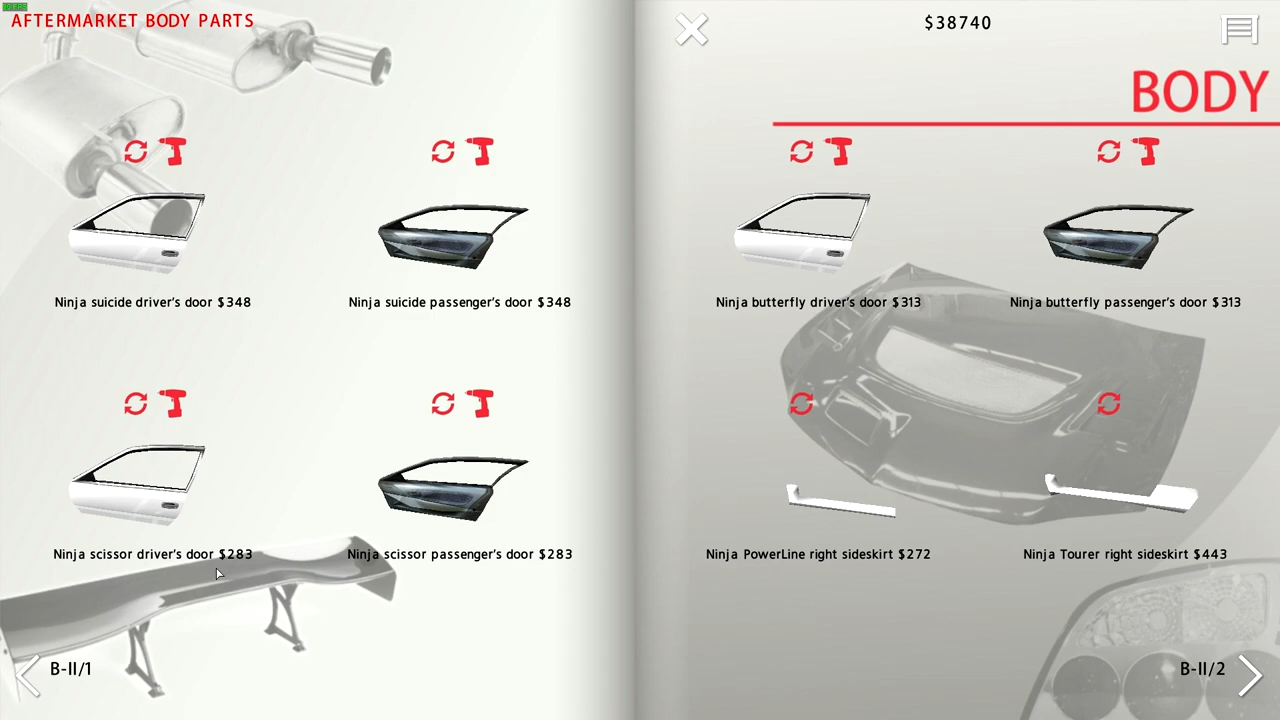 AFTERMARKET BODY PARTS
$38740
BODY
Ninja suicide driver's door $348
Ninja suicide passenger's door $348
Ninja butterfly driver's door $313
Ninja butterfly passenger's door $313
Ninja scissor driver's door $283
Ninja scissor passenger's door $283
Ninja PowerLine right sideskirt $272
Ninja Tourer right sideskirt $443
B-II/1
B-II/2